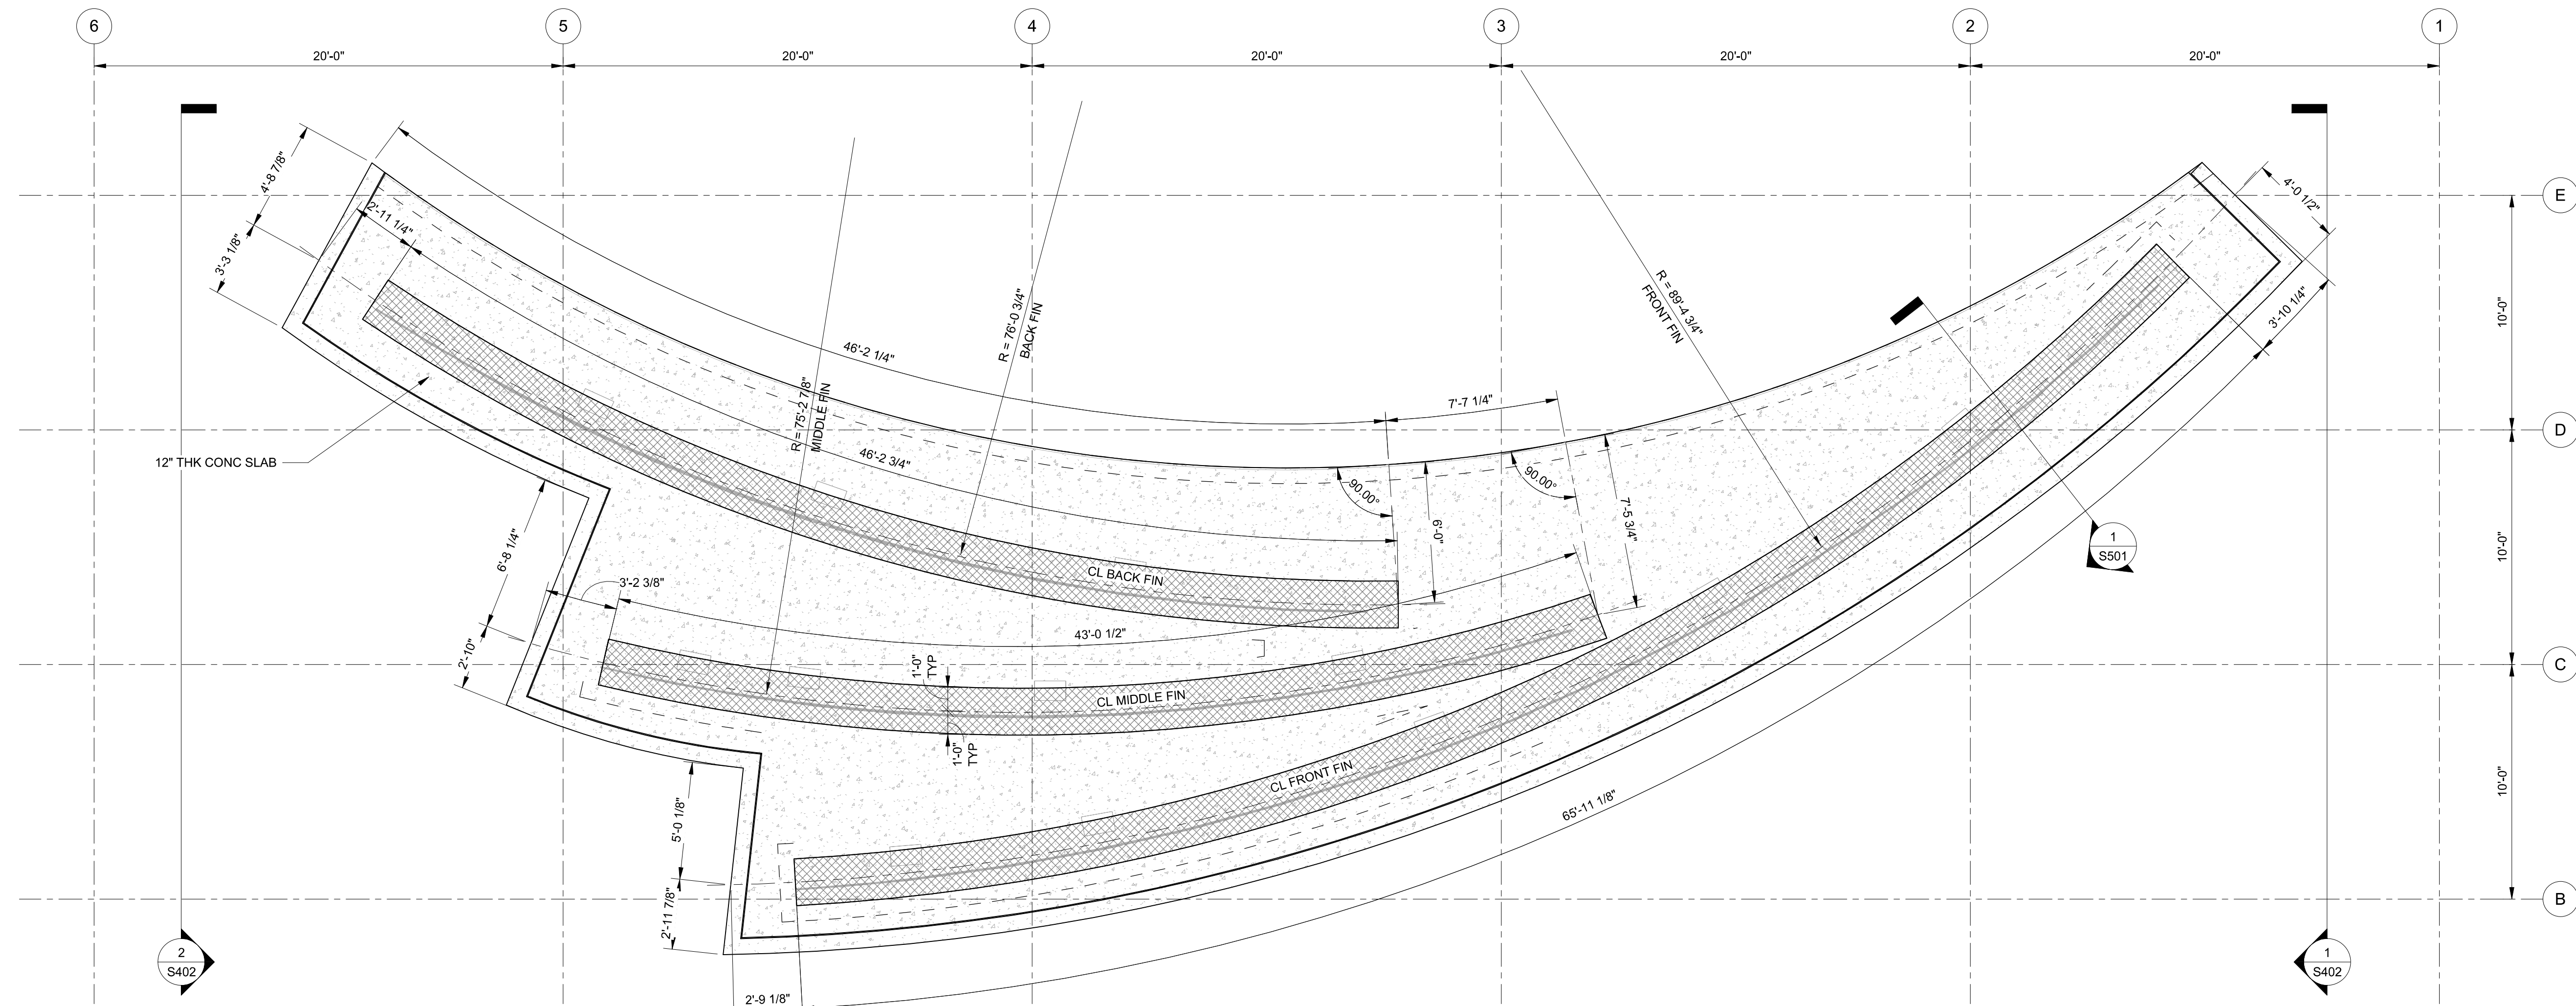 6
5
4
3
2
1
20'-0"
20'-0"
20'-0"
20'-0"
20'-0"
4'-8 7/8"
3'-3 1/8"
2'-11 1/4"
46'-2 1/4"
R = 76'-0 3/4"
BACK FIN
R = 75'-2 7/8"
MIDDLE FIN
46'-2 3/4"
7'-7 1/4"
90.00°
90.00°
6'-0"
7'-5 3/4"
R = 89'-4 3/4"
FRONT FIN
4'-0 1/2"
3'-10 1/4"
E
10'-0"
D
10'-0"
C
10'-0"
B
12" THK CONC SLAB
1
S501
6'-8 1/4"
3'-2 3/8"
2'-10"
CL BACK FIN
43'-0 1/2"
1'-0"
TYP
CL MIDDLE FIN
1'-0"
TYP
CL FRONT FIN
5'-0 1/8"
2'-11 7/8"
65'-11 1/8"
2'-9 1/8"
2
S402
1
S402